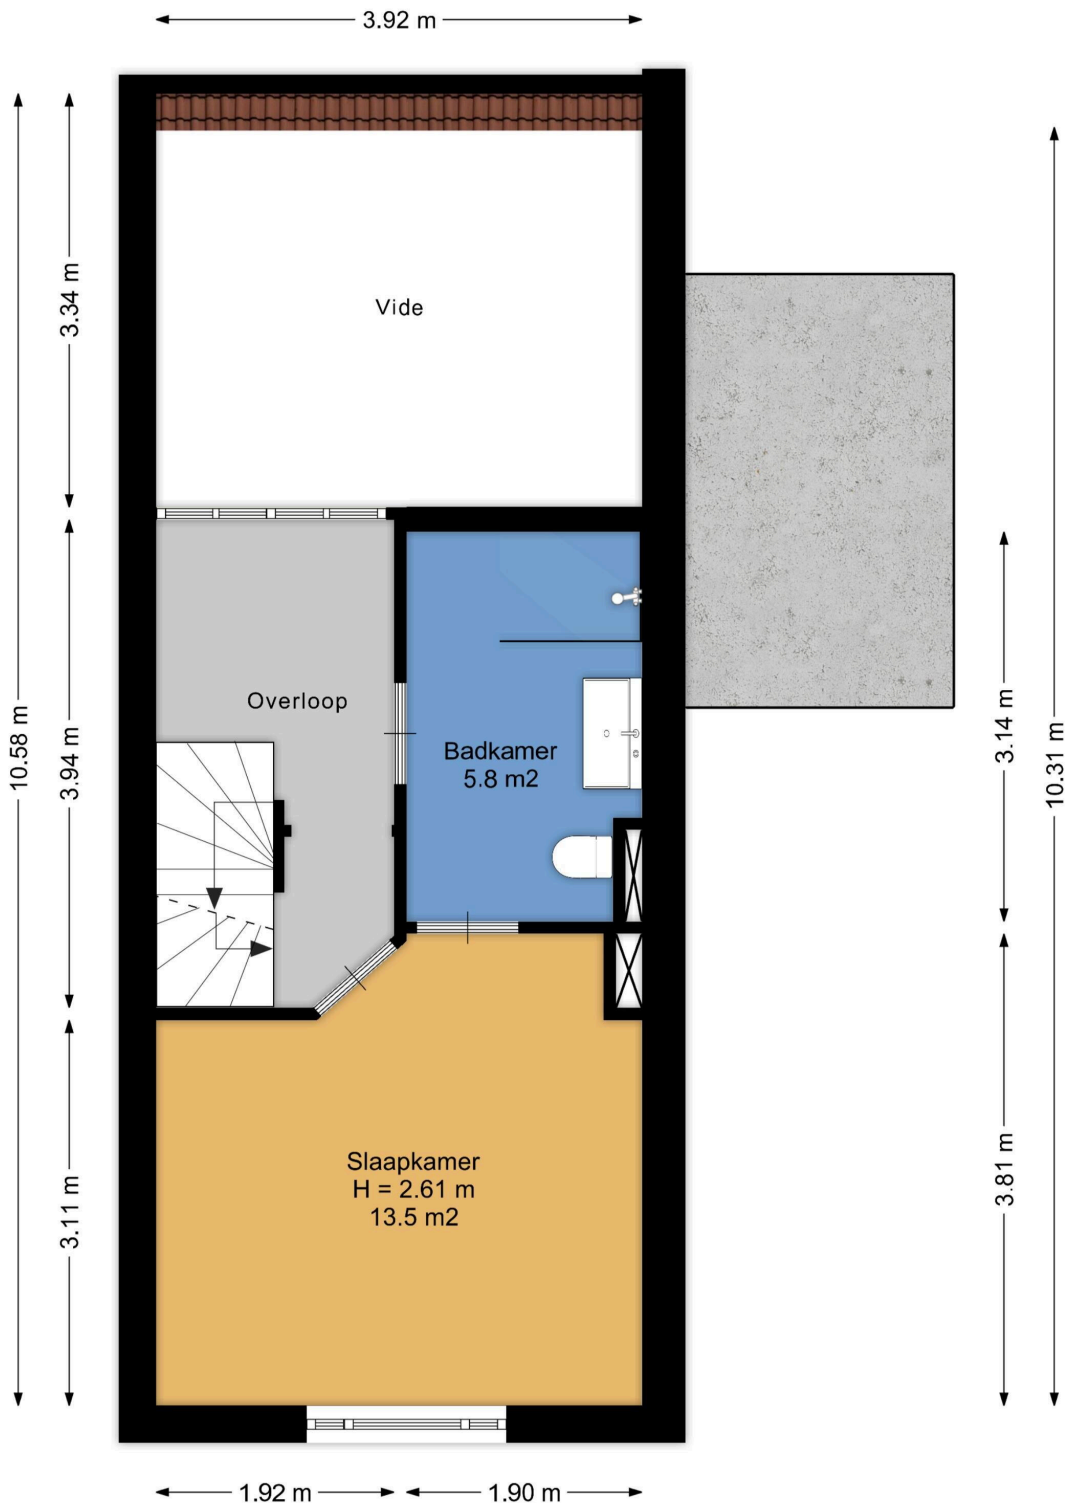 3.92 m
3.34 m
10.58 m
3.94 m
3.11 m
10.31 m
3.14 m
3.81 m
Vide
Overloop
Badkamer
5.8 m2
Slaapkamer
H = 2.61 m
13.5 m2
1.92 m
1.90 m